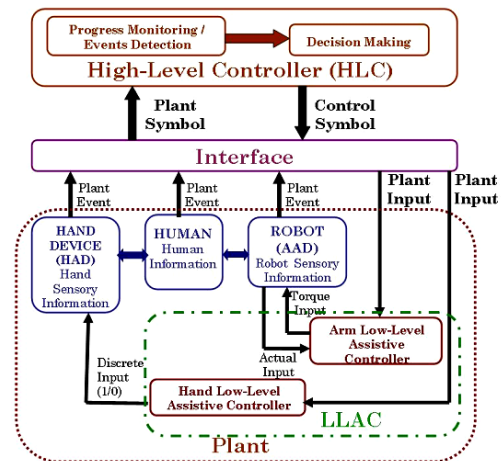 Progress Monitoring /
Events Detection
Decision Making
High-Level Controller (HLC)
Plant
Symbol
Control
Symbol
Interface
Plant
Event
Plant
Event
Plant
Event
Plant
Input
Plant
Input
HAND
DEVICE
(HAD)
Hand
Sensory
Information
HUMAN
Human
Information
ROBOT
(AAD)
Robot Sensory
Information
Torque
Input
Arm Low-Level
Assistive
Controller
Actual
Input
Discrete
Input
(1/0)
Hand Low-Level
Assistive Controller
LLAC
Plant